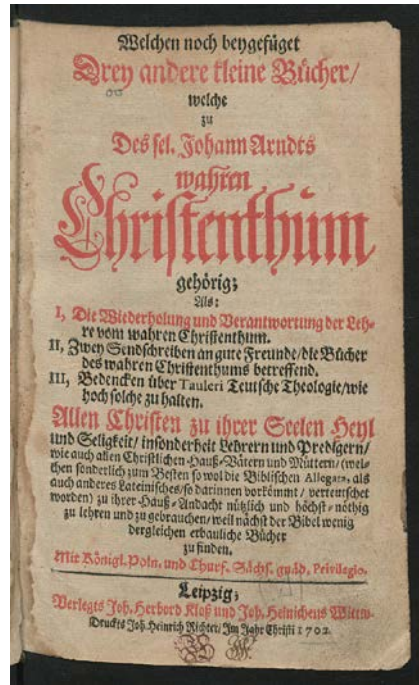 Welchen noch beygefüget
Drey andere kleine Bücher/
welche
zu
Des sel. Johann Arndts
wahren
Christenthum
gehörig;
Als:
I, Die Wiederholung und Verantwortung der Leh-
re vom wahren Christenthum.
II, Zwey Sendschreiben an gute Freunde/die Bücher
des wahren Christenthums betreffend.
III, Bedencken über Tauleri Teutsche Theologie/wie
hoch solche zu halten.
Allen Christen zu ihrer Seelen Heyl
und Seligkeit/ insonderheit Lehrern und Predigern/
wie auch allen Christlichen-Hauß-Vätern und Müttern/(wel-
chen sonderlich zum Besten so wol die Biblischen Allegata, als
auch anderes Lateinisches/so darinnen vorkömmt/ verteutschet
worden) zu ihrer-Hauß-Andacht nützlich und höchst-nöthig
zu lehren und zu gebrauchen/ weil nächst der Bibel wenig
dergleichen erbauliche Bücher
zu finden.
Mit Königl. Poln. und Churf. Sächs. gnäd. Privilegio.
Leipzig;
Verlegts Joh. Herbord Kloß und Joh. Heinichens Wittw.
Druckts Joh. Heinrich Richter/Im Jahr Christi 1702.